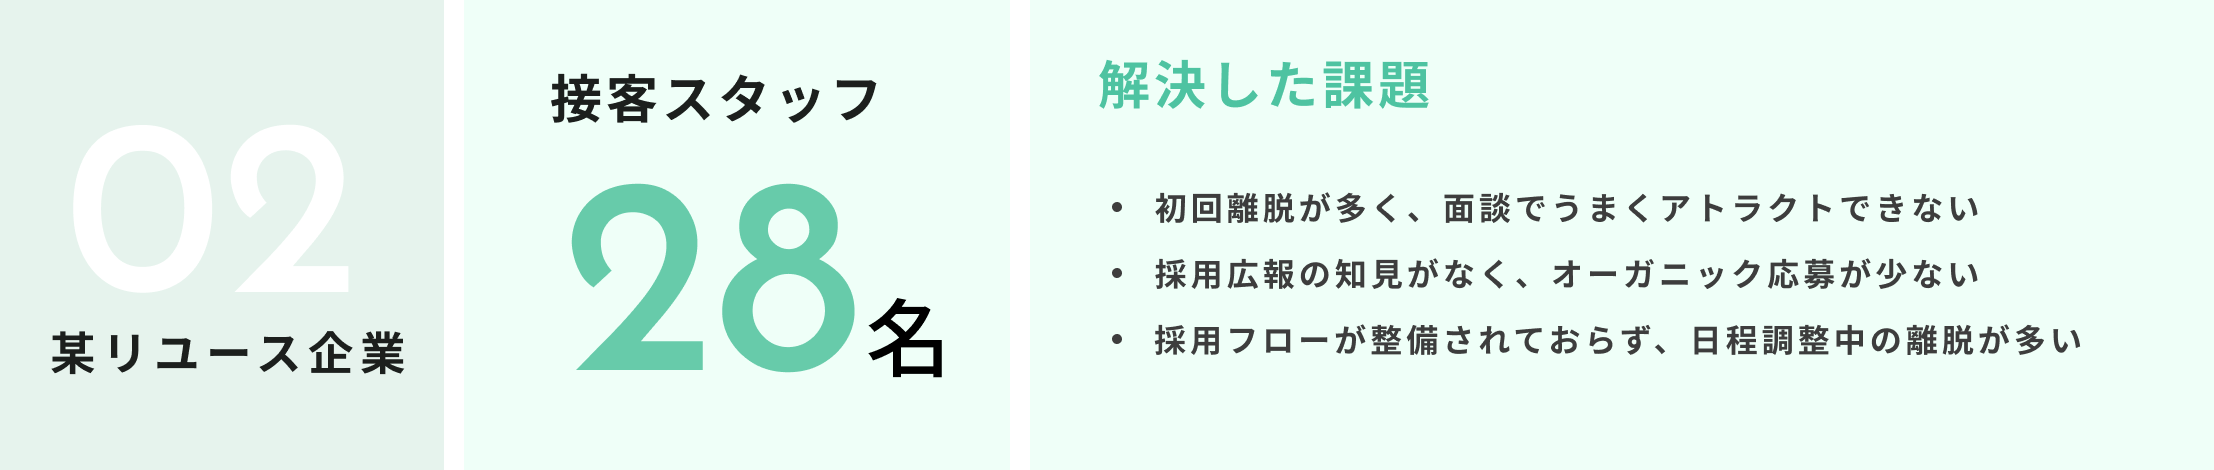 02
某リユース企業
接客スタッフ
28名
解決した課題
• 初回離脱が多く、面談でうまくアトラクトできない
• 採用広報の知見がなく、オーガニック応募が少ない
• 採用フローが整備されておらず、日程調整中の離脱が多い